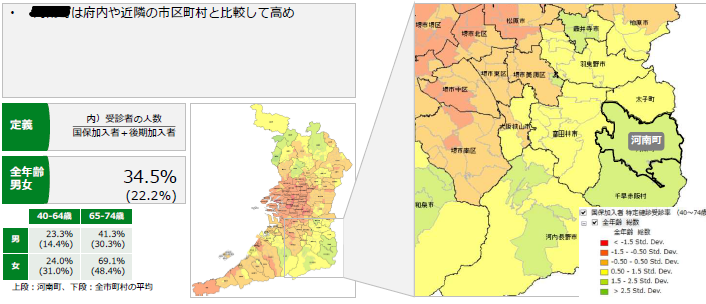 ・ は府内や近隣の市区町村と比較して高め
定義
内）受診者の人数
国保加入者＋後期加入者
全年齢
男女
34.5%
(22.2%)
40-64歳 65-74歳
男 23.3% 41.3%
(14.4%) (30.3%)
女 24.0% 69.1%
(31.0%) (48.4%)
上段：河南町、下段：全市町村の平均
堺市堺区
松原市
柏原市
堺市北区
藤井寺市
堺市東区
堺市美原区
羽曳野市
堺市中区
太子町
大阪狭山市
富田林市
河南町
堺市南区
千早赤阪村
和泉市
河内長野市
国保加入者 特定健診受診率 （40～74歳
全年齢 総数
全年齢 総数
< -1.5 Std. Dev.
-1.5 - -0.50 Std. Dev.
-0.50 - 0.50 Std. Dev.
0.50 - 1.5 Std. Dev.
1.5 - 2.5 Std. Dev.
> 2.5 Std. Dev.